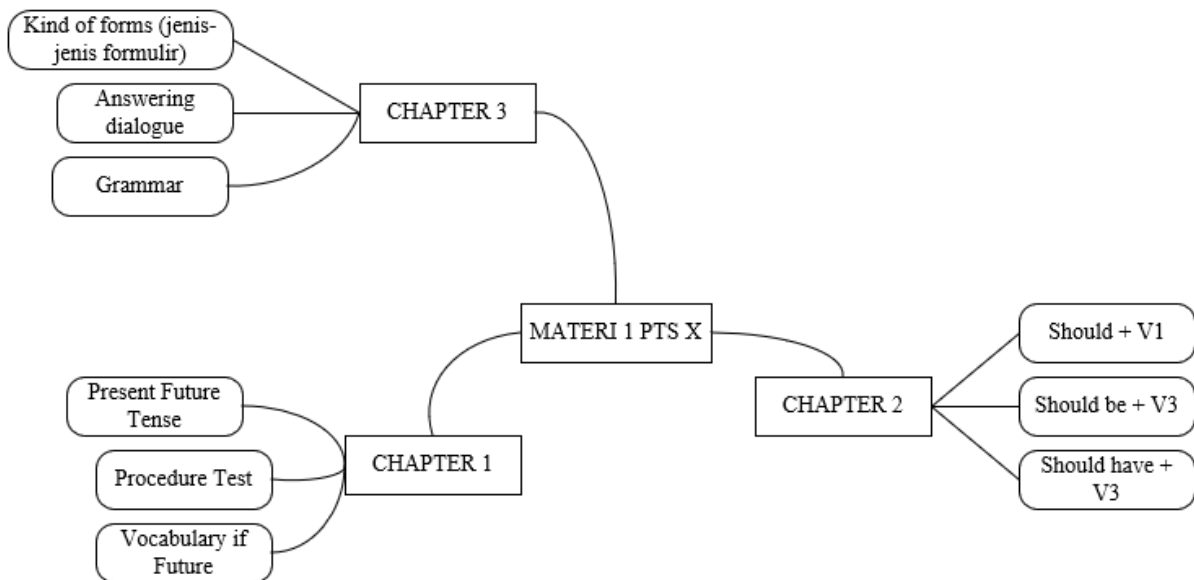 Kind of forms (jenis-
jenis formulir)
Answering
dialogue
Grammar
CHAPTER 3
MATERI 1 PTS X
Present Future
Tense
Procedure Test
Vocabulary if
Future
CHAPTER 1
CHAPTER 2
Should + V1
Should be + V3
Should have +
V3